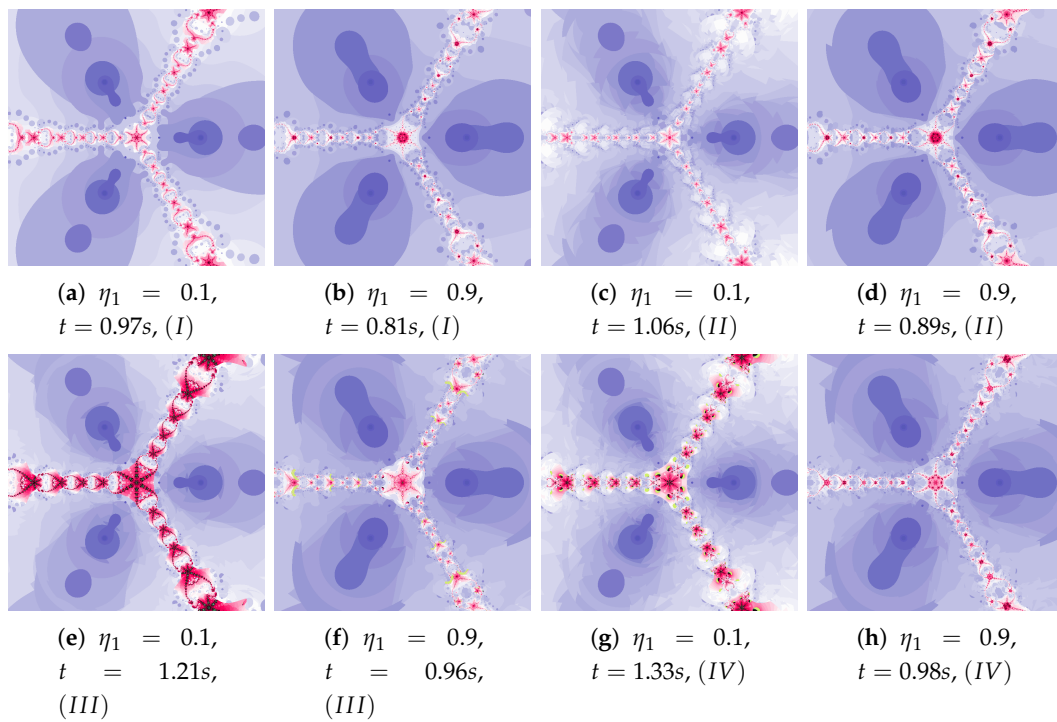 (a) η₁ = 0.1,
t = 0.97s, (I)
(b) η₁ = 0.9,
t = 0.81s, (I)
(c) η₁ = 0.1,
t = 1.06s, (II)
(d) η₁ = 0.9,
t = 0.89s, (II)
(e) η₁ = 0.1,
t = 1.21s,
(III)
(f) η₁ = 0.9,
t = 0.96s,
(III)
(g) η₁ = 0.1,
t = 1.33s, (IV)
(h) η₁ = 0.9,
t = 0.98s, (IV)